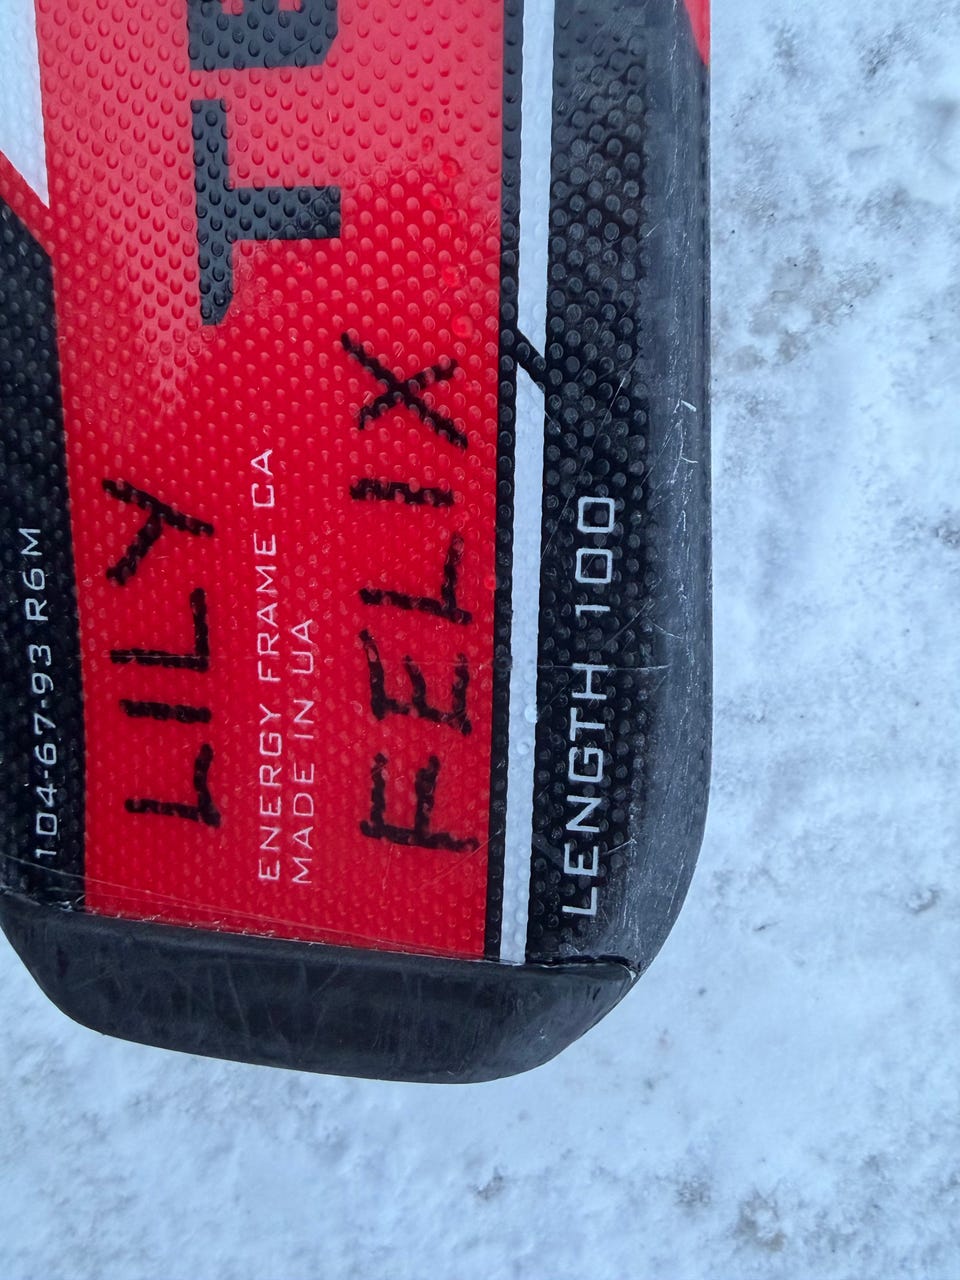 104-67-93 R6M
LILY
ENERGY FRAME CA
MADE IN UA
FELIX
LENGTH 100